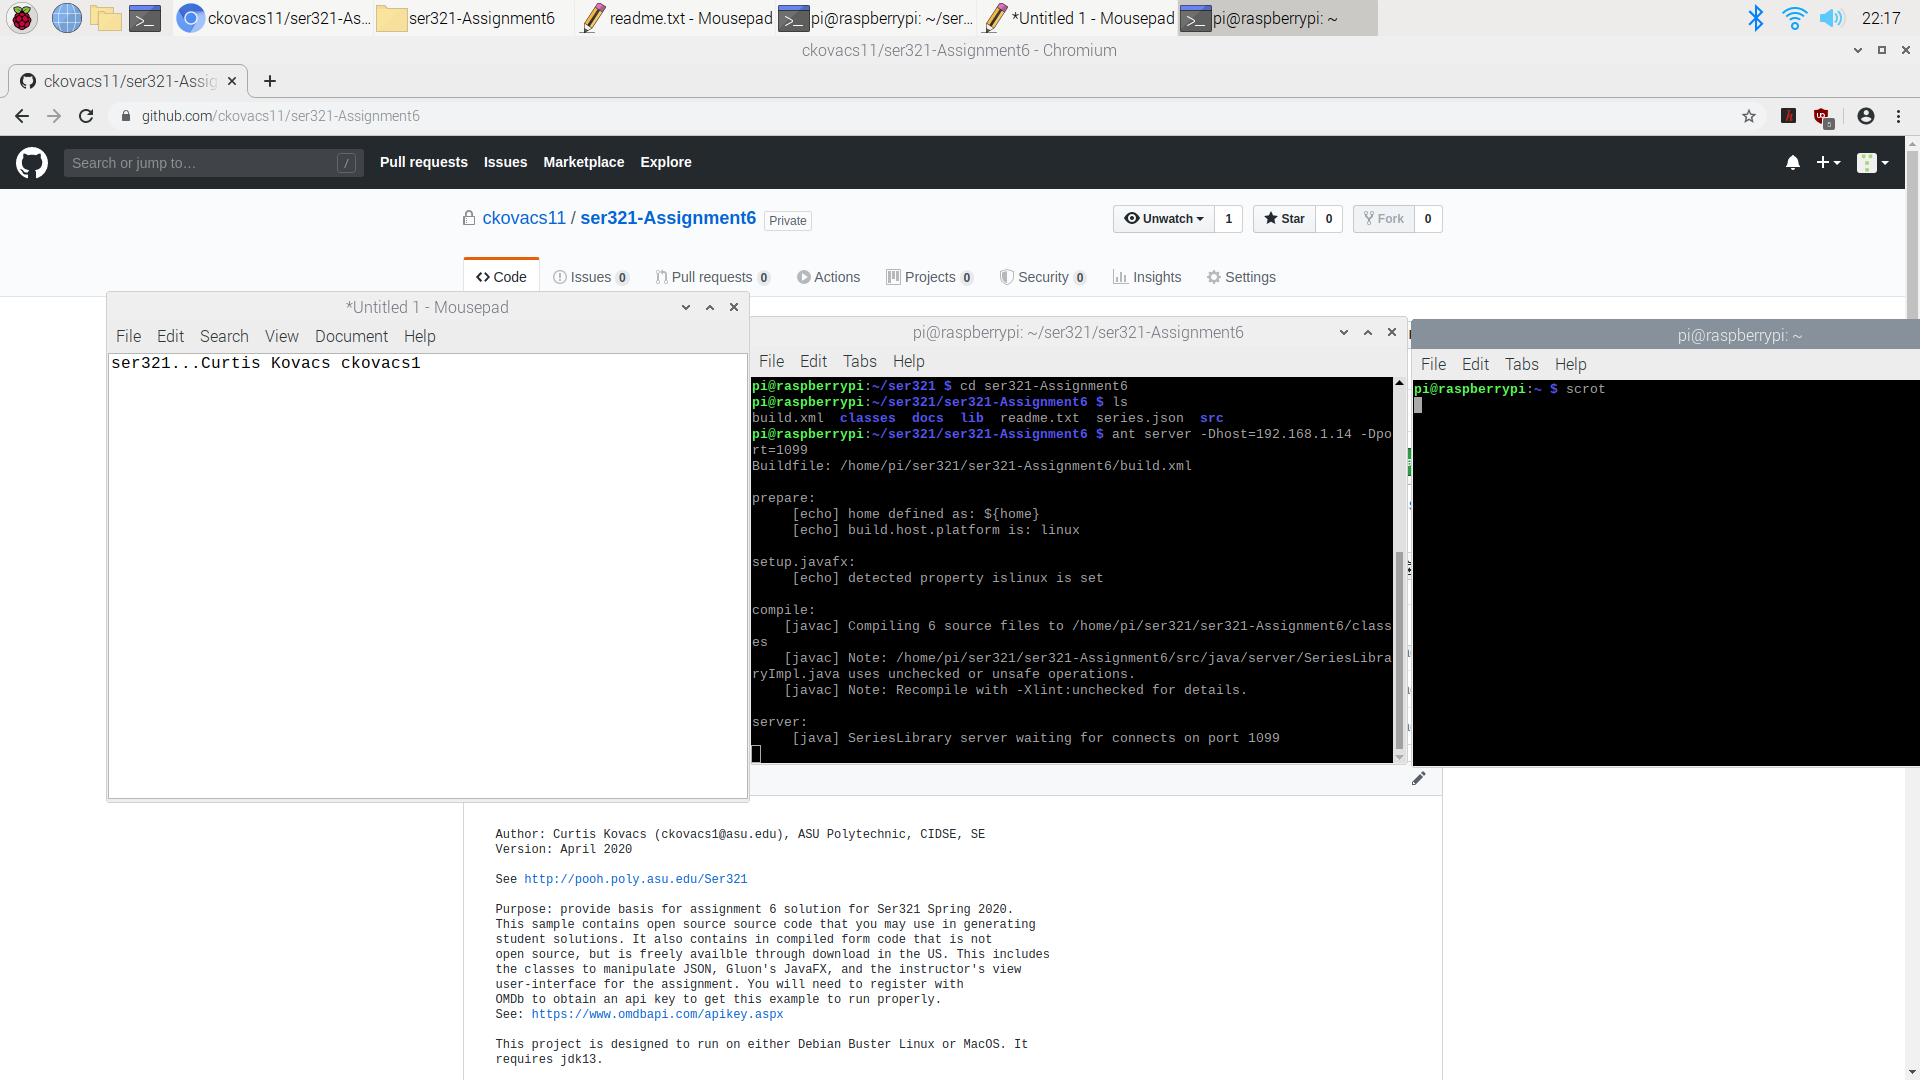 ckovacs11/ser321-As...
ser321-Assignment6
readme.txt - Mousepad
pi@raspberrypi: ~/ser...
*Untitled 1 - Mousepad
pi@raspberrypi: ~
22:17
ckovacs11/ser321-Assignment6 - Chromium
ckovacs11/ser321-Assig
github.com/ckovacs11/ser321-Assignment6
Search or jump to…
/
Pull requests
Issues
Marketplace
Explore
ckovacs11 / ser321-Assignment6 Private
Unwatch 1
Star 0
Fork 0
Code
Issues 0
Pull requests 0
Actions
Projects 0
Security 0
Insights
Settings
*Untitled 1 - Mousepad
File Edit Search View Document Help
ser321...Curtis Kovacs ckovacs1
pi@raspberrypi: ~/ser321/ser321-Assignment6
File Edit Tabs Help
pi@raspberrypi:~/ser321 $ cd ser321-Assignment6
pi@raspberrypi:~/ser321/ser321-Assignment6 $ ls
build.xml classes docs lib readme.txt series.json src
pi@raspberrypi:~/ser321/ser321-Assignment6 $ ant server -Dhost=192.168.1.14 -Dpo
rt=1099
Buildfile: /home/pi/ser321/ser321-Assignment6/build.xml
prepare:
[echo] home defined as: ${home}
[echo] build.host.platform is: linux
setup.javafx:
[echo] detected property islinux is set
compile:
[javac] Compiling 6 source files to /home/pi/ser321/ser321-Assignment6/class
es
[javac] Note: /home/pi/ser321/ser321-Assignment6/src/java/server/SeriesLibra
ryImpl.java uses unchecked or unsafe operations.
[javac] Note: Recompile with -Xlint:unchecked for details.
server:
[java] SeriesLibrary server waiting for connects on port 1099
pi@raspberrypi: ~
File Edit Tabs Help
pi@raspberrypi:~ $ scrot
Author: Curtis Kovacs (ckovacs1@asu.edu), ASU Polytechnic, CIDSE, SE
Version: April 2020
See http://pooh.poly.asu.edu/Ser321
Purpose: provide basis for assignment 6 solution for Ser321 Spring 2020.
This sample contains open source source code that you may use in generating
student solutions. It also contains in compiled form code that is not
open source, but is freely availble through download in the US. This includes
the classes to manipulate JSON, Gluon's JavaFX, and the instructor's view
user-interface for the assignment. You will need to register with
OMDb to obtain an api key to get this example to run properly.
See: https://www.omdbapi.com/apikey.aspx
This project is designed to run on either Debian Buster Linux or MacOS. It
requires jdk13.